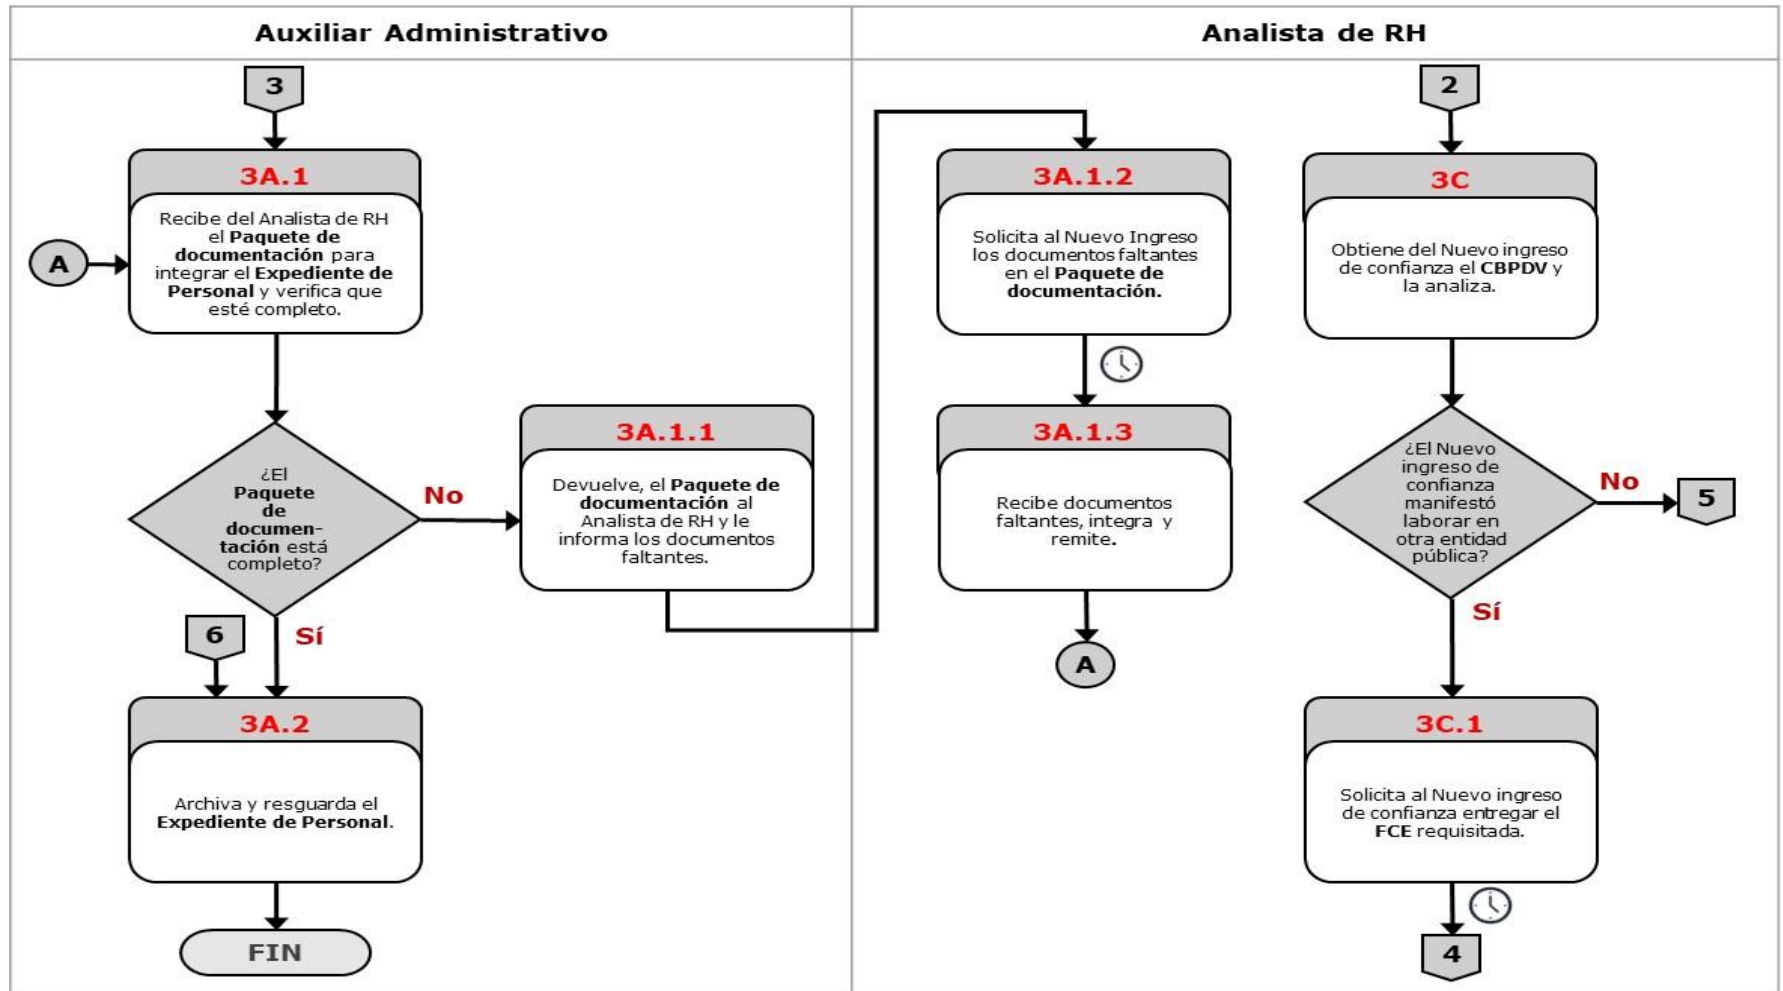 Auxiliar Administrativo
Analista de RH
3
3A.1
Recibe del Analista de RH
el Paquete de
documentación para
integrar el Expediente de
Personal y verifica que
esté completo.
A
¿El
Paquete
de
documen-
tación está
completo?
No
3A.1.1
Devuelve, el Paquete de
documentación al
Analista de RH y le
informa los documentos
faltantes.
Sí
6
3A.2
Archiva y resguarda el
Expediente de Personal.
FIN
3A.1.2
Solicita al Nuevo Ingreso
los documentos faltantes
en el Paquete de
documentación.
3A.1.3
Recibe documentos
faltantes, integra y
remite.
A
2
3C
Obtiene del Nuevo ingreso
de confianza el CBPDV y
la analiza.
¿El Nuevo
ingreso de
confianza
manifestó
laborar en
otra entidad
pública?
No
5
Sí
3C.1
Solicita al Nuevo ingreso
de confianza entregar el
FCE requisitada.
4